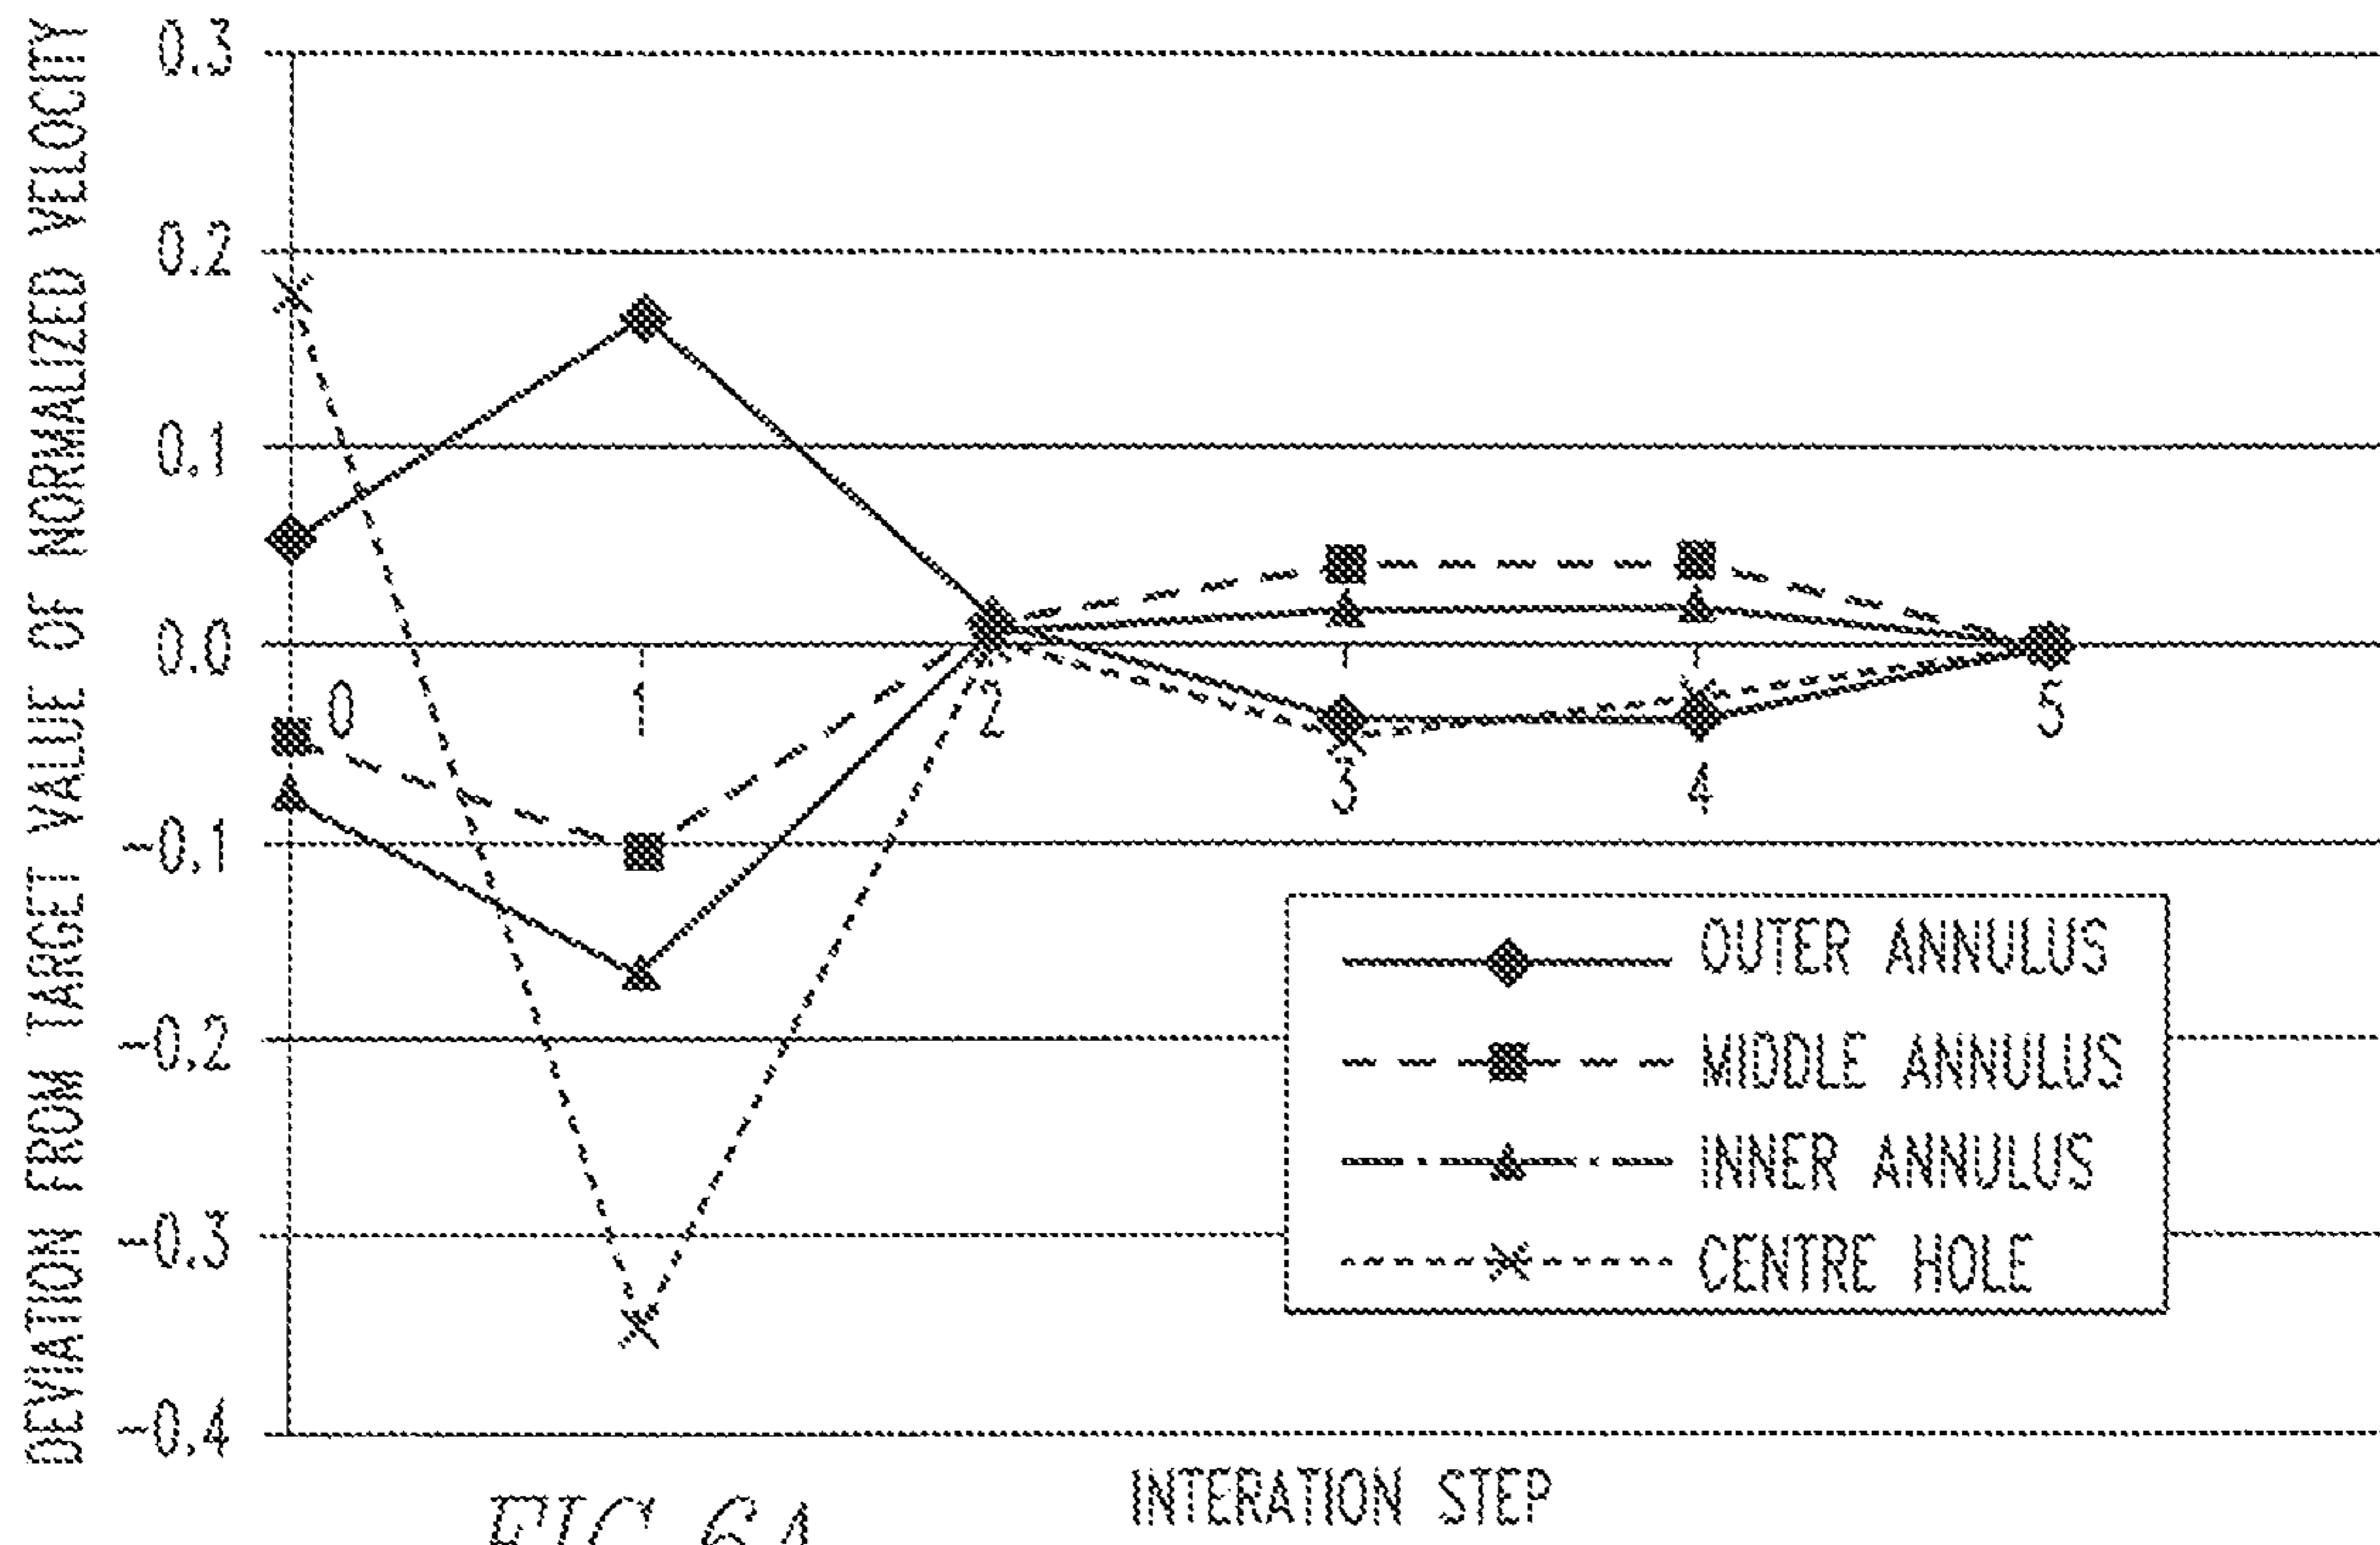 DEVIATION FROM TARGET VALUE OF NORMALIZED VELOCITY
0.3
0.2
0.1
0.0
-0.1
-0.2
-0.3
-0.4
0
1
2
3
4
5
OUTER ANNULUS
MIDDLE ANNULUS
INNER ANNULUS
CENTRE HOLE
INTERATION STEP
FIG. 6A